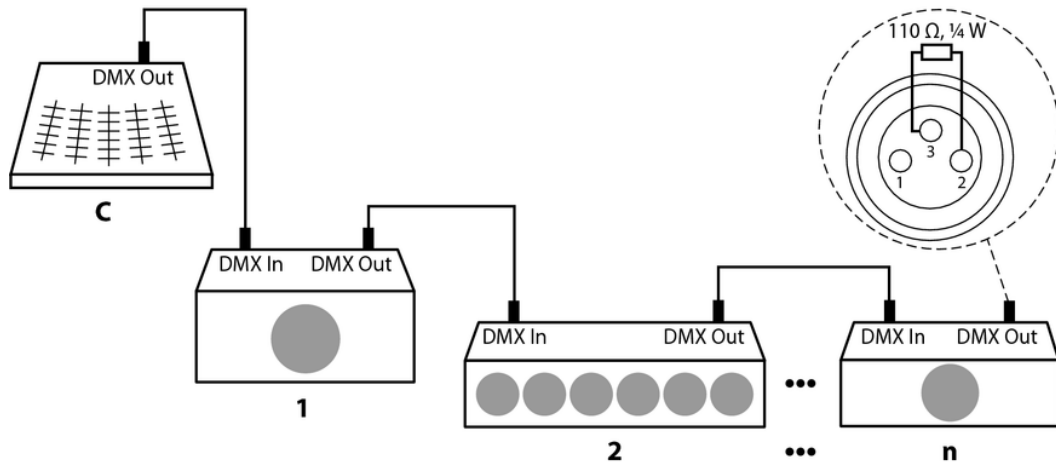 110 Ω, ¼ W
DMX Out
3
1 2
C
DMX In DMX Out
1
DMX In DMX Out
2
•••
•••
DMX In DMX Out
n